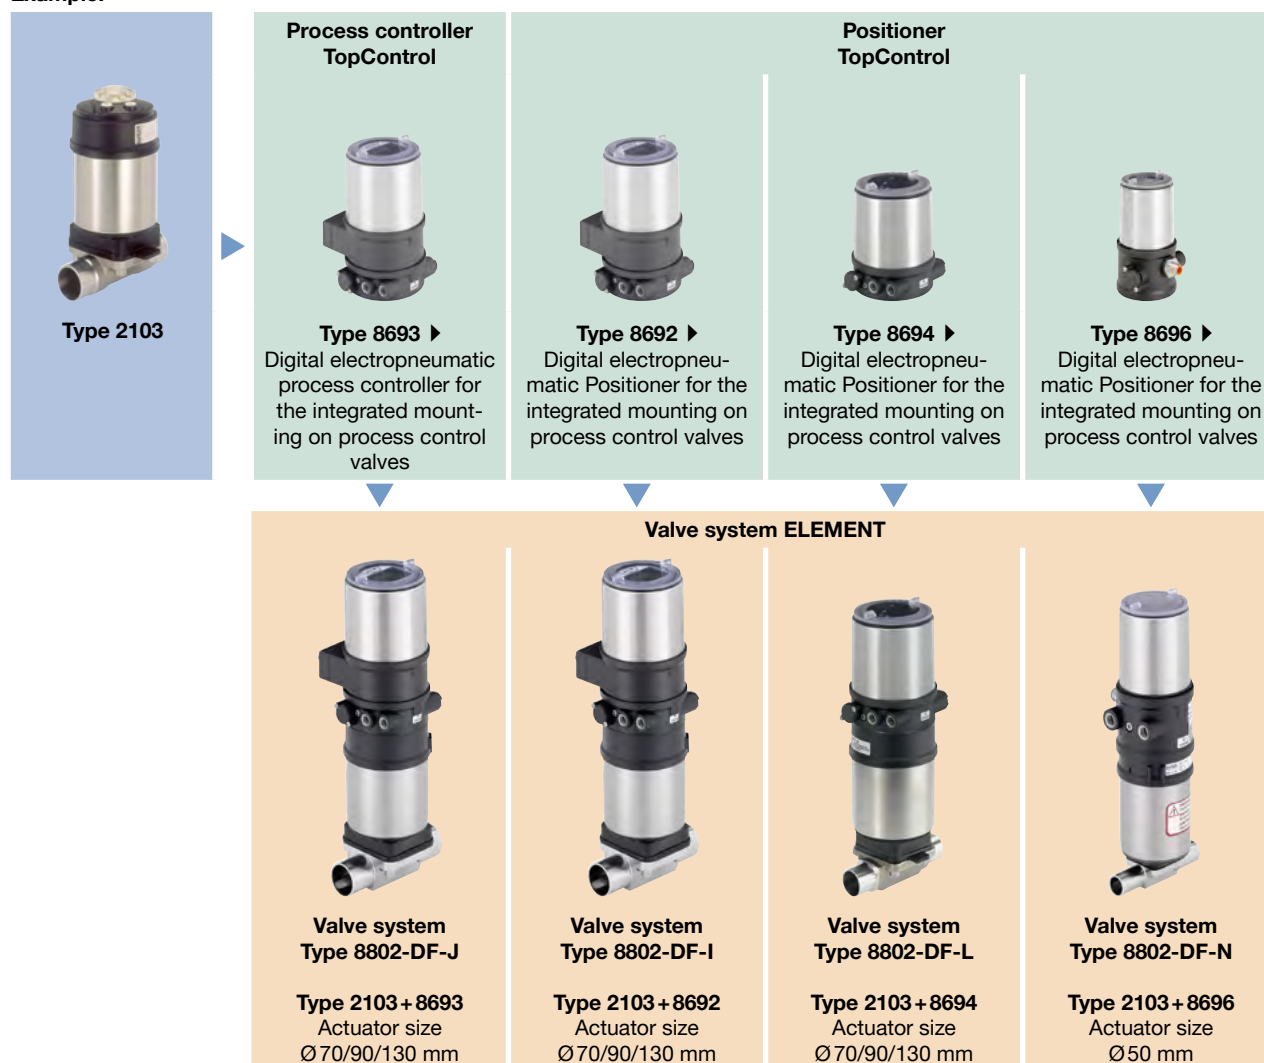 Process controller
TopControl
Positioner
TopControl
Type 2103
Type 8693
Digital electropneumatic
process controller for
the integrated mount-
ing on process control
valves
Type 8692
Digital electropneu-
matic Positioner for the
integrated mounting on
process control valves
Type 8694
Digital electropneu-
matic Positioner for the
integrated mounting on
process control valves
Type 8696
Digital electropneu-
matic Positioner for the
integrated mounting on
process control valves
Valve system ELEMENT
Valve system
Type 8802-DF-J
Type 2103+8693
Actuator size
Ø70/90/130 mm
Valve system
Type 8802-DF-I
Type 2103+8692
Actuator size
Ø70/90/130 mm
Valve system
Type 8802-DF-L
Type 2103+8694
Actuator size
Ø70/90/130 mm
Valve system
Type 8802-DF-N
Type 2103+8696
Actuator size
Ø50 mm